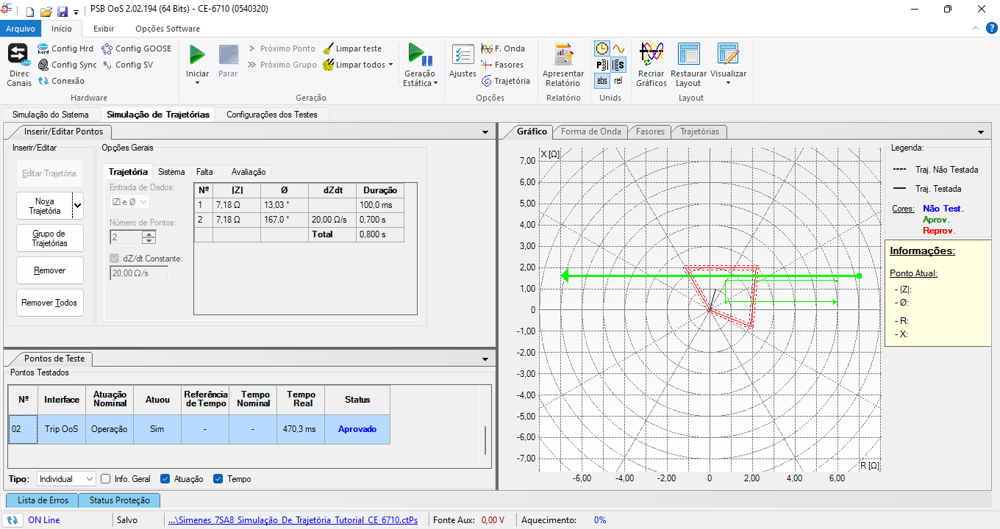 PSB OoS 2.02.194 (64 Bits) - CE-6710 (0540320)
Arquivo Início Exibir Opções Software
Direc Canais
Config Hrd
Config Sync
Conexão
Config GOOSE
Config SV
Hardware
Iniciar
Parar
Próximo Ponto
Próximo Grupo
Limpar teste
Limpar todos
Geração Estática
Geração
Ajustes
F. Onda
Fasores
Trajetória
Opções
Apresentar Relatório
Relatório
abs rel
Unids
Recriar Gráficos
Restaurar Layout
Visualizar
Layout
Simulação do Sistema Simulação de Trajetórias Configurações dos Testes
Inserir/Editar Pontos
Inserir/Editar
Editar Trajetória
Nova Trajetória
Grupo de Trajetórias
Remover
Remover Todos
Opções Gerais
Trajetória Sistema Falta Avaliação
Entrada de Dados:
|Z| e Ø
Número de Pontos:
2
dZ/dt Constante:
20,00 Ω/s
Nº |Z| Ø dZdt Duração
1 7,18 Ω 13,03 ° 100,0 ms
2 7,18 Ω 167,0 ° 20,00 Ω/s 0,700 s
Total 0,800 s
Pontos de Teste
Pontos Testados
Nº Interface Atuação Nominal Atuou Referência de Tempo Tempo Nominal Tempo Real Status
02 Trip OoS Operação Sim - - 470,3 ms Aprovado
Tipo: Individual Info. Geral Atuação Tempo
Gráfico Forma de Onda Fasores Trajetórias
X [Ω]
7,00
6,00
5,00
4,00
3,00
2,00
1,00
0
-1,00
-2,00
-3,00
-4,00
-5,00
-6,00
-7,00
R [Ω]
-6,00 -4,00 -2,00 0 2,00 4,00 6,00
Legenda:
Traj. Não Testada
Traj. Testada
Cores: Não Test.
Aprov.
Reprov.
Informações:
Ponto Atual:
- |Z|:
- Ø:
- R:
- X:
Lista de Erros Status Proteção
ON Line Salvo ...\Simenes_7SA8_Simulação_De_Trajetória_Tutorial_CE_6710.ctPs Fonte Aux: 0,00 V Aquecimento: 0%